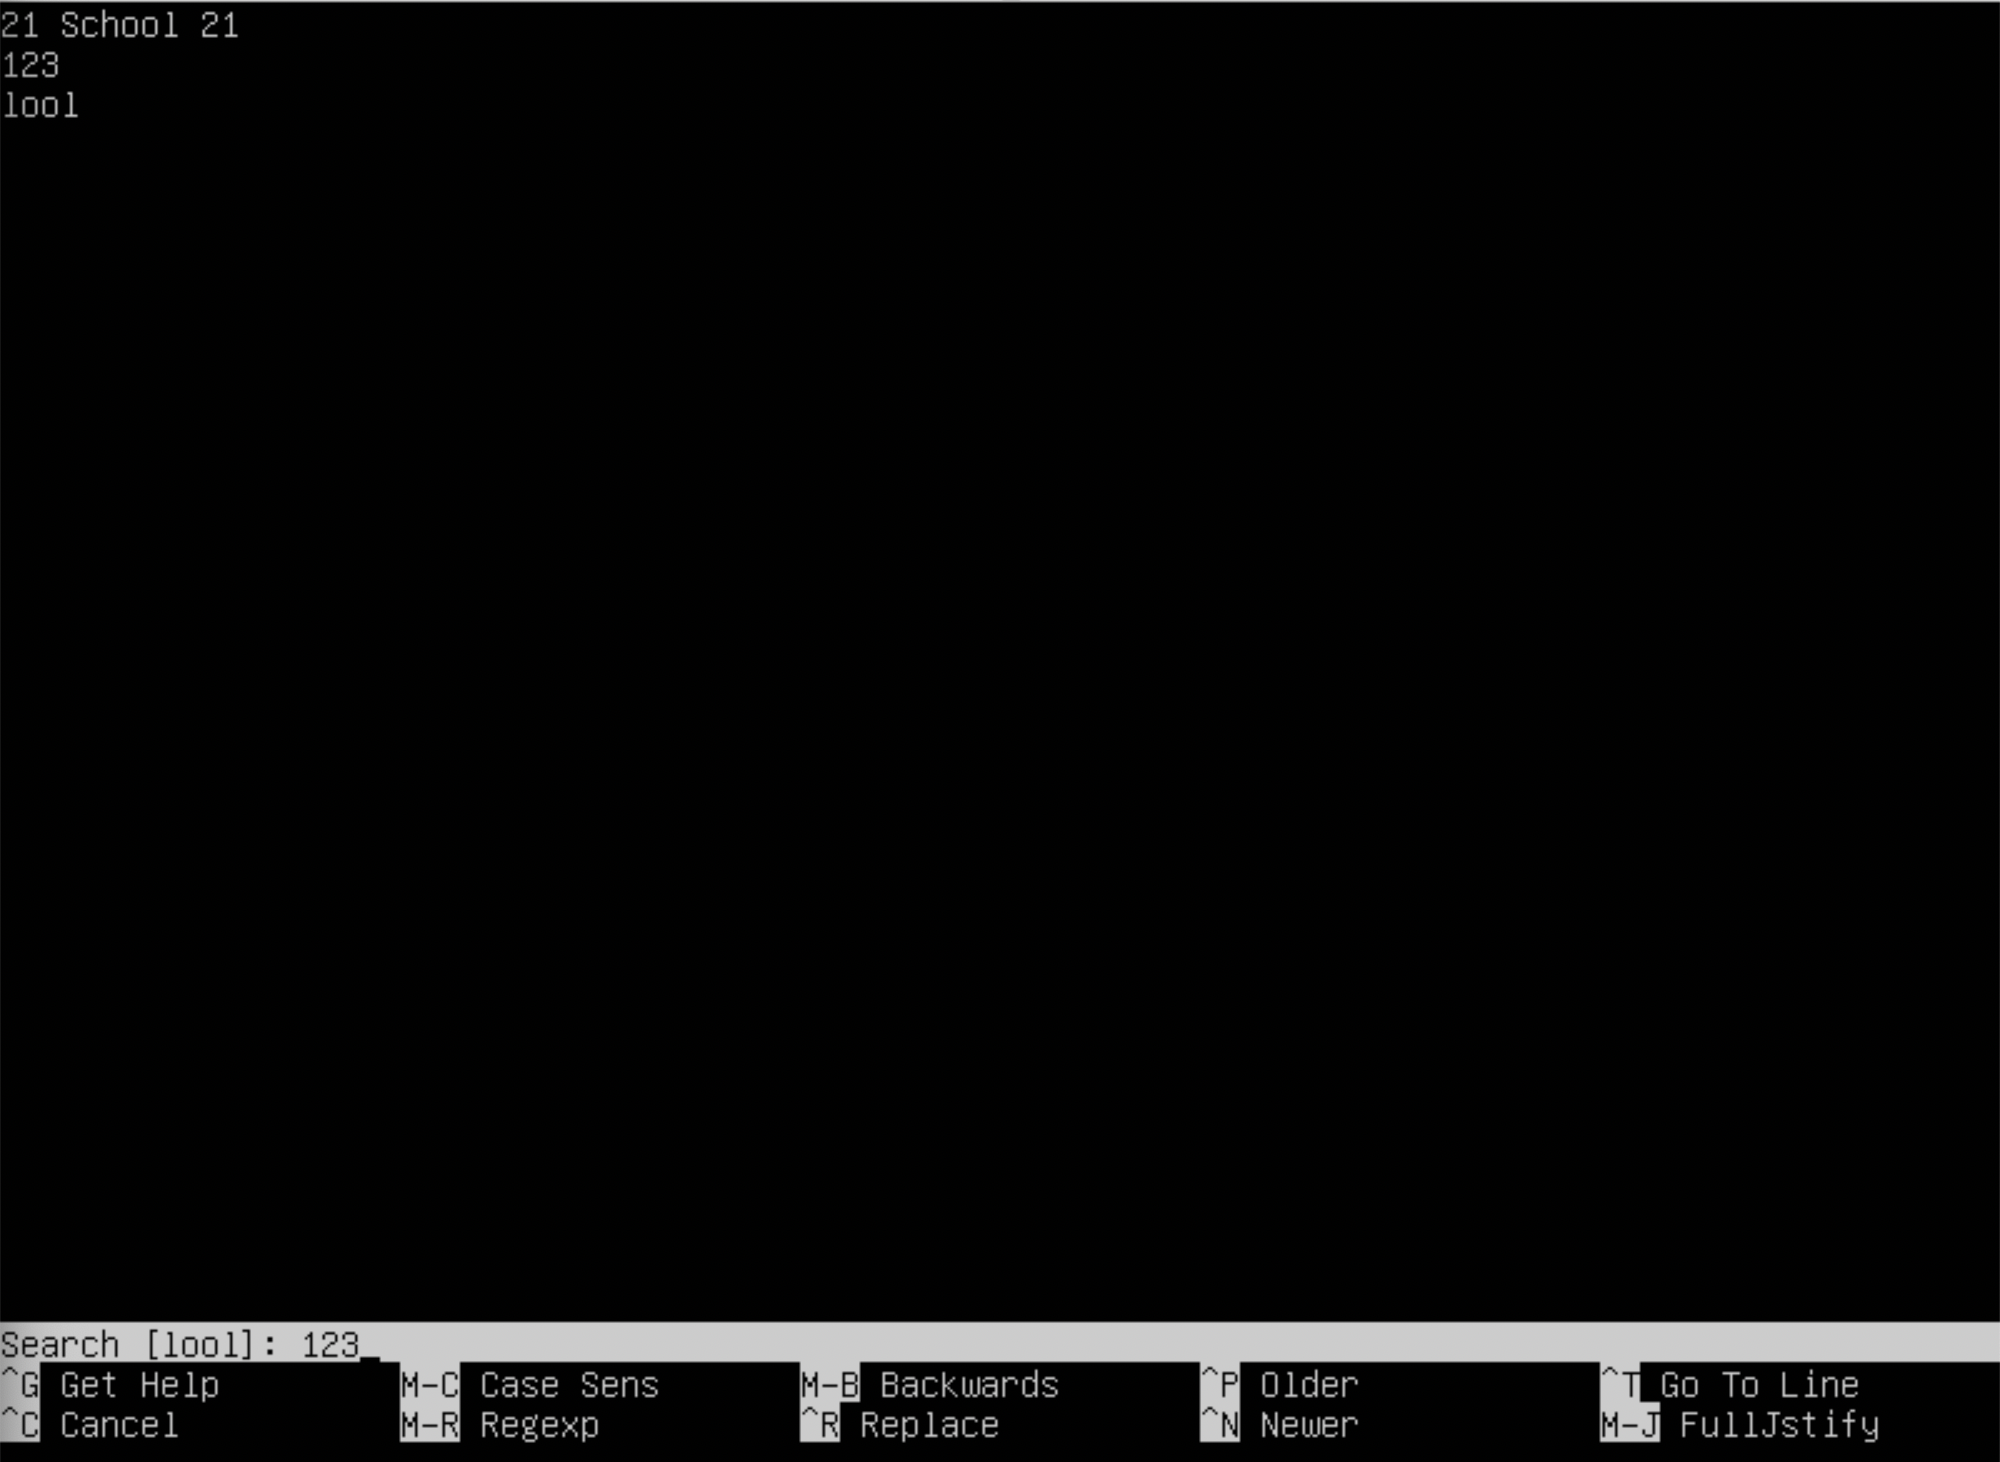 21 School 21
123
lool
Search [lool]: 123_
^G Get Help M-C Case Sens M-B Backwards ^P Older ^T Go To Line
^C Cancel M-R Regexp ^R Replace ^N Newer M-J FullJstify